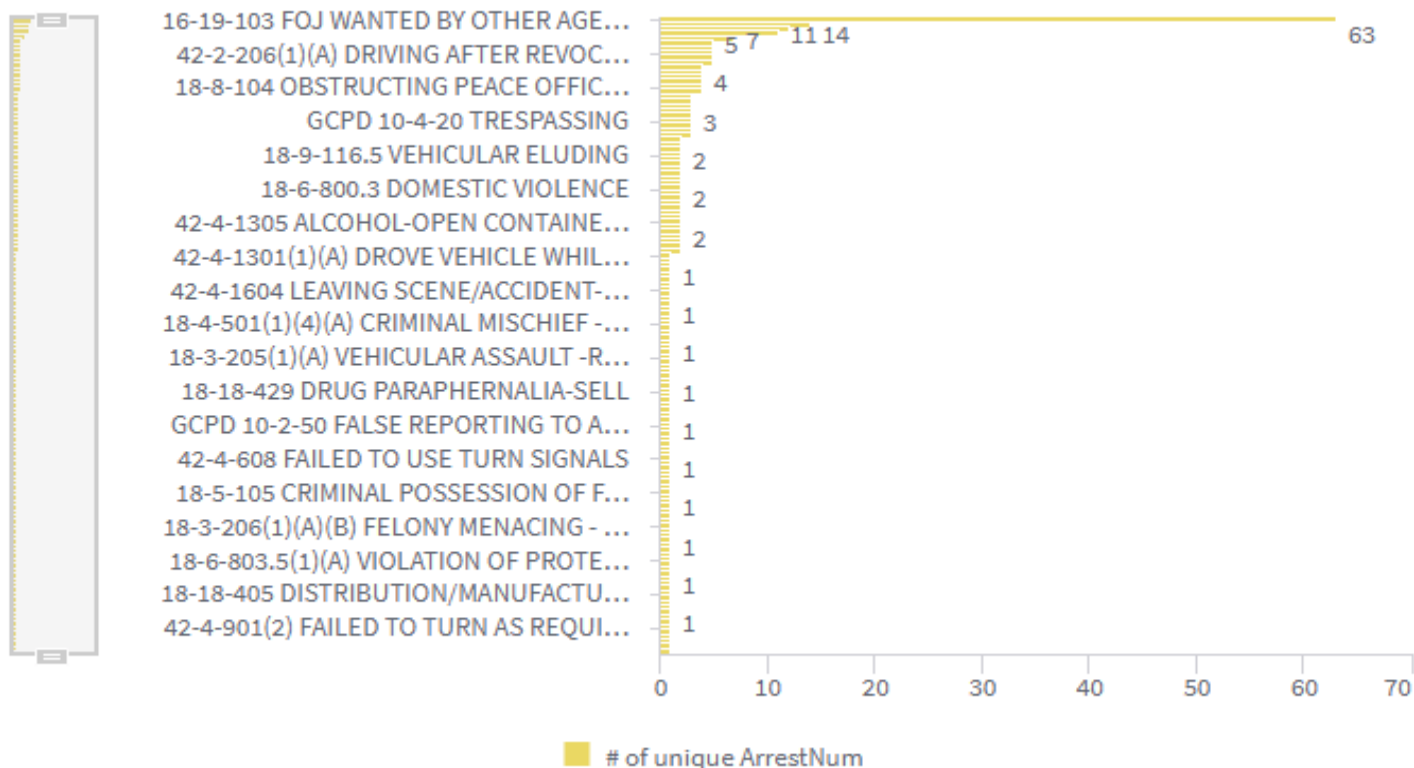 16-19-103 FOJ WANTED BY OTHER AGE...
42-2-206(1)(A) DRIVING AFTER REVOC...
18-8-104 OBSTRUCTING PEACE OFFIC...
GCPD 10-4-20 TRESPASSING
18-9-116.5 VEHICULAR ELUDING
18-6-800.3 DOMESTIC VIOLENCE
42-4-1305 ALCOHOL-OPEN CONTAINE...
42-4-1301(1)(A) DROVE VEHICLE WHIL...
42-4-1604 LEAVING SCENE/ACCIDENT-...
18-4-501(1)(4)(A) CRIMINAL MISCHIEF -...
18-3-205(1)(A) VEHICULAR ASSAULT -R...
18-18-429 DRUG PARAPHERNALIA-SELL
GCPD 10-2-50 FALSE REPORTING TO A...
42-4-608 FAILED TO USE TURN SIGNALS
18-5-105 CRIMINAL POSSESSION OF F...
18-3-206(1)(A)(B) FELONY MENACING - ...
18-6-803.5(1)(A) VIOLATION OF PROTE...
18-18-405 DISTRIBUTION/MANUFACTU...
42-4-901(2) FAILED TO TURN AS REQUI...
5 7 11 14 63
4
3
2
2
2
1
1
1
1
1
1
1
1
1
1
0 10 20 30 40 50 60 70
# of unique ArrestNum